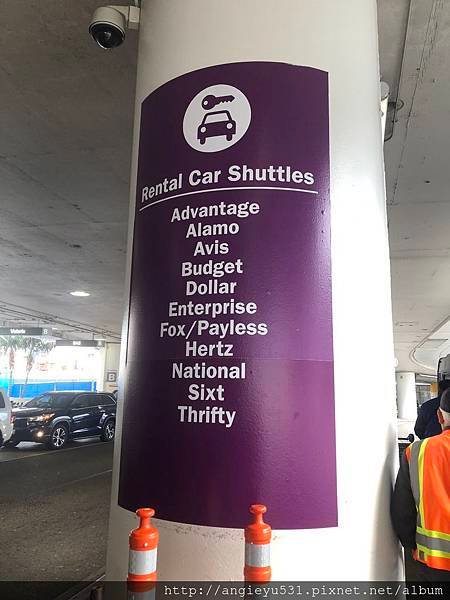 Rental Car Shuttles
Advantage
Alamo
Avis
Budget
Dollar
Enterprise
Fox/Payless
Hertz
National
Sixt
Thrifty
http://angieyu531.pixnet.net/album